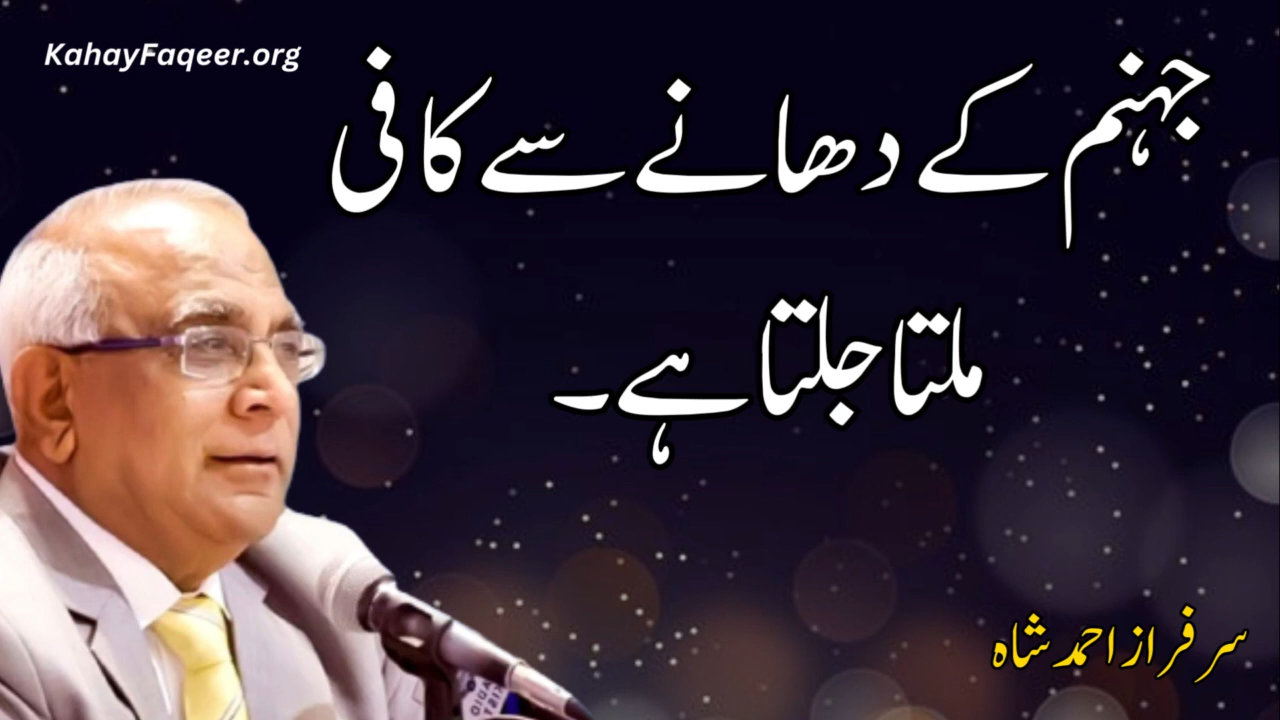 KahayFaqeer.org
جہنم کے دھانے سے کافی
ملتا جلتا ہے۔
سرفراز احمد شاہ